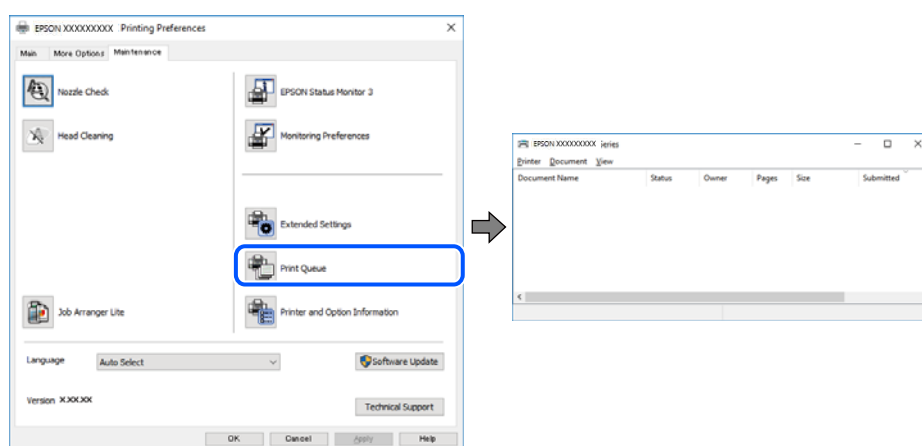 EPSON XXXXXXXXX Printing Preferences
Main More Options Maintenance
Nozzle Check
EPSON Status Monitor 3
Head Cleaning
Monitoring Preferences
Extended Settings
Print Queue
Job Arranger Lite
Printer and Option Information
Language Auto Select
Software Update
Version X.XX.XX
Technical Support
OK Cancel Apply Help
EPSON XXXXXXXXX Series
Printer Document View
Document Name Status Owner Pages Size Submitted